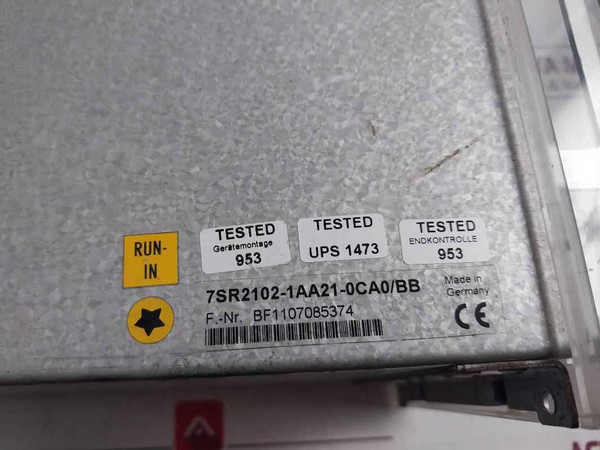 RUN-
IN
TESTED
Gerätemontage
953
TESTED
UPS 1473
TESTED
ENDKONTROLLE
953
7SR2102-1AA21-0CA0/BB
F.-Nr. BF1107085374
Made in
Germany
CE